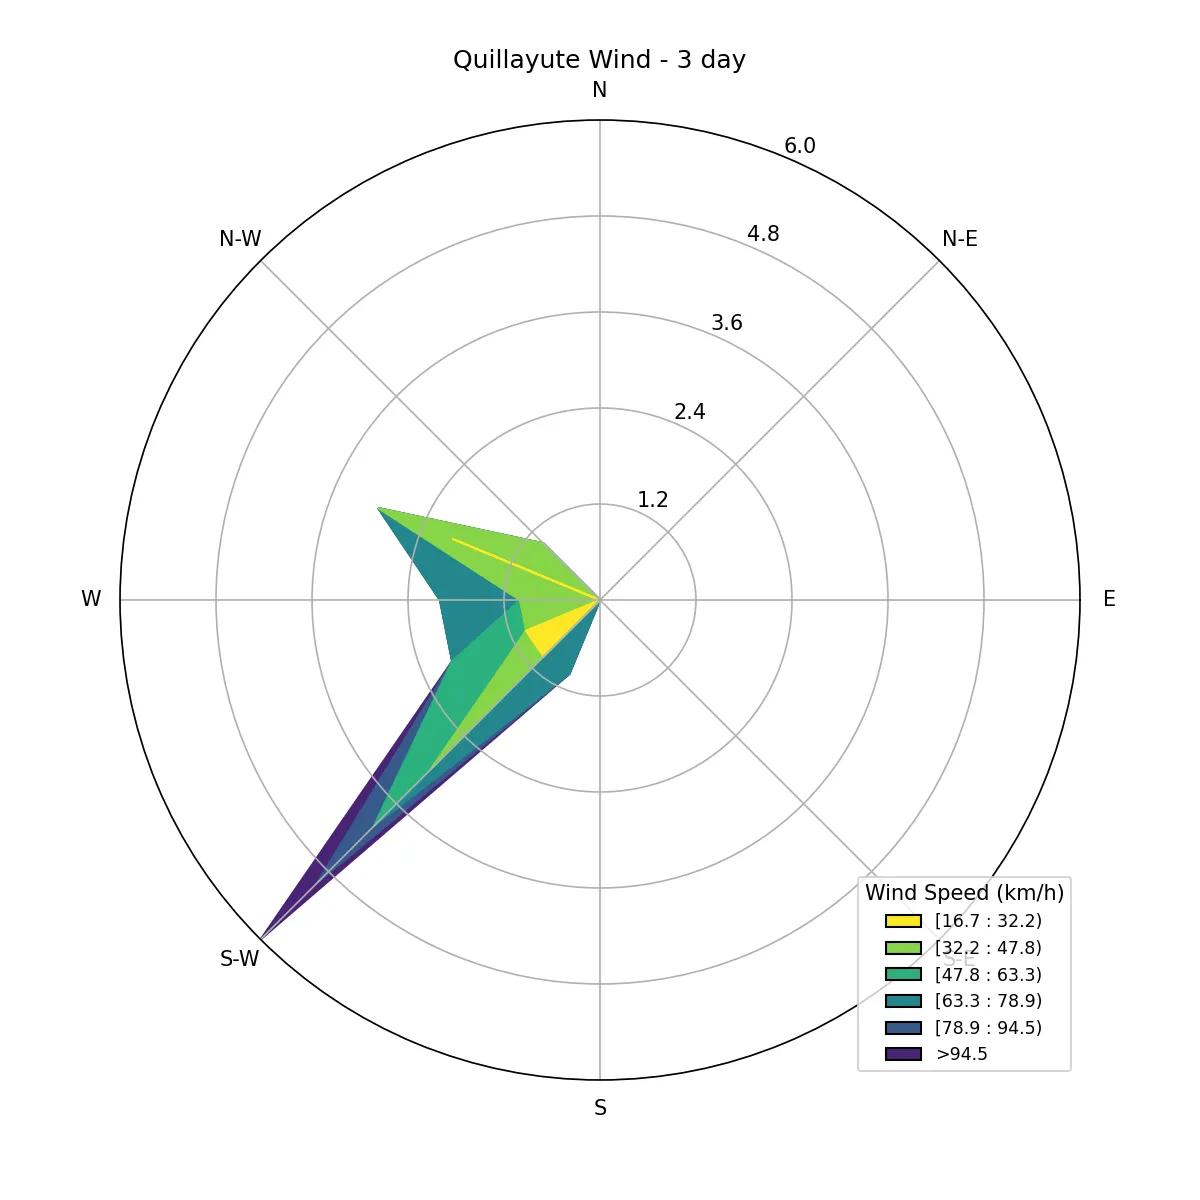 Quillayute Wind - 3 day
N
6.0
N-W
N-E
4.8
3.6
2.4
1.2
W
E
S-W
S-E
Wind Speed (km/h)
[16.7 : 32.2)
[32.2 : 47.8)
[47.8 : 63.3)
[63.3 : 78.9)
[78.9 : 94.5)
>94.5
S